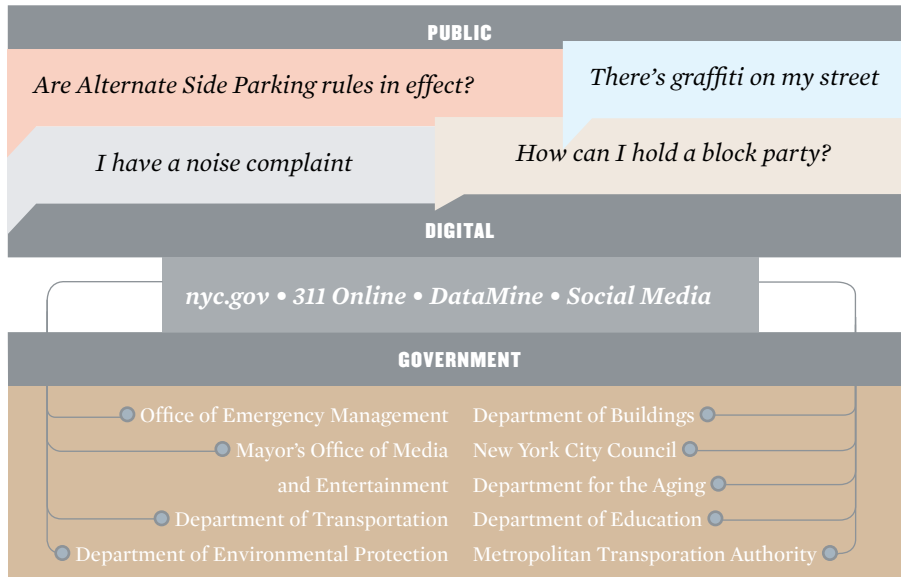 PUBLIC
Are Alternate Side Parking rules in effect?
There's graffiti on my street
I have a noise complaint
How can I hold a block party?
DIGITAL
nyc.gov • 311 Online • DataMine • Social Media
GOVERNMENT
Office of Emergency Management
Mayor's Office of Media
and Entertainment
Department of Transportation
Department of Environmental Protection
Department of Buildings
New York City Council
Department for the Aging
Department of Education
Metropolitan Transporation Authority